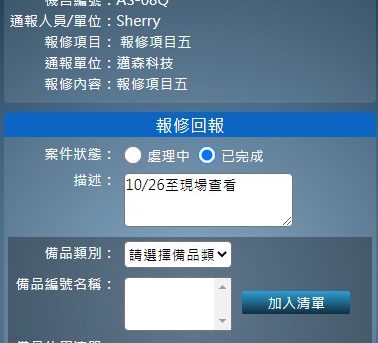 機台編號：AS-08Q
通報人員/單位：Sherry
報修項目： 報修項目五
通報單位：邁森科技
報修內容：報修項目五
報修回報
案件狀態： 處理中 已完成
描述： 10/26至現場查看
備品類別： 請選擇備品類
備品編號名稱：
加入清單